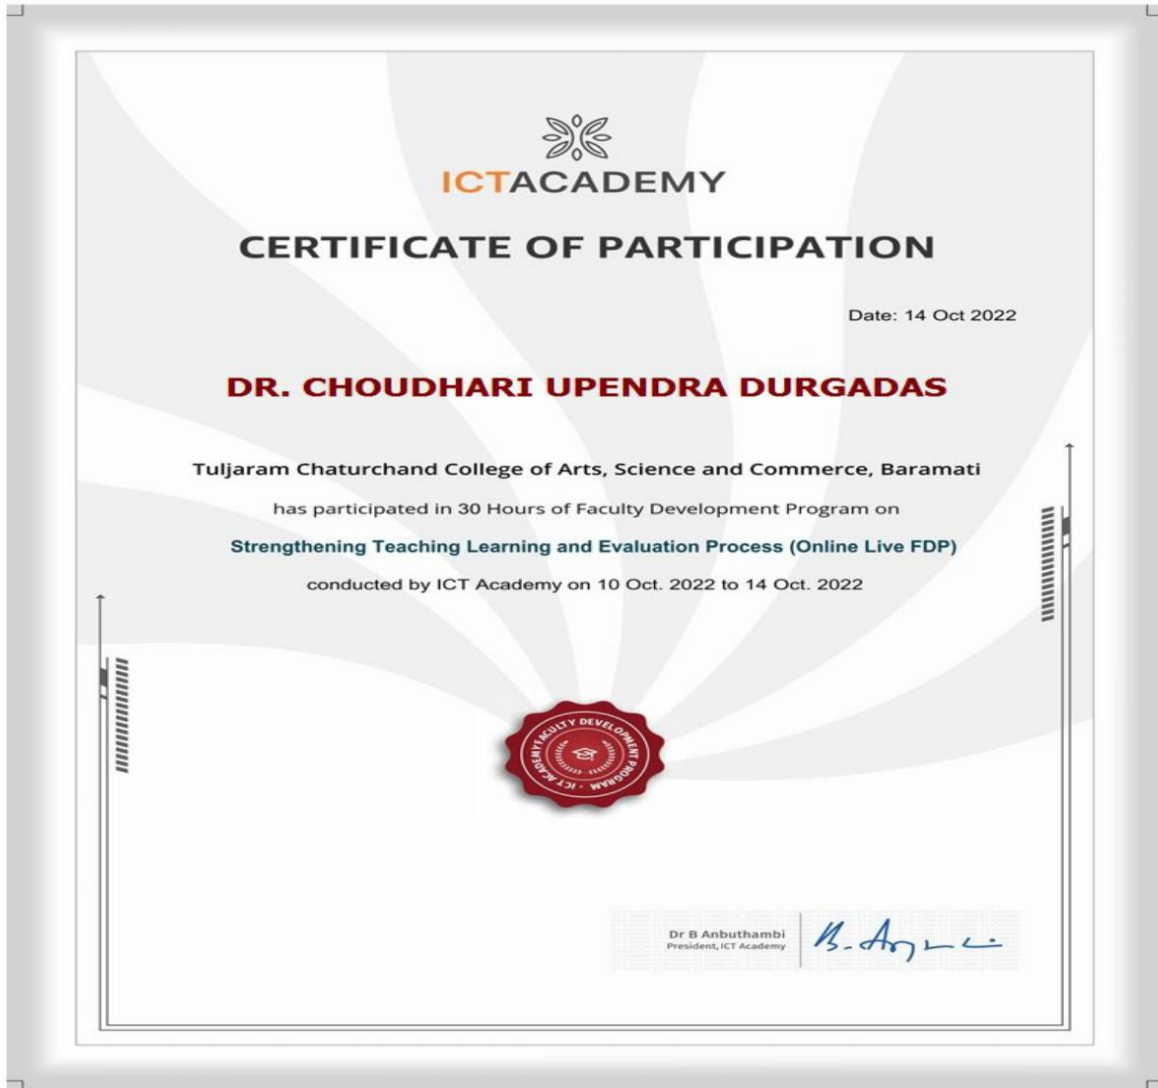 ICTACADEMY
CERTIFICATE OF PARTICIPATION
Date: 14 Oct 2022
DR. CHOUDHARI UPENDRA DURGADAS
Tuljaram Chaturchand College of Arts, Science and Commerce, Baramati
has participated in 30 Hours of Faculty Development Program on
Strengthening Teaching Learning and Evaluation Process (Online Live FDP)
conducted by ICT Academy on 10 Oct. 2022 to 14 Oct. 2022
FACULTY DEVELOPMENT PROGRAM · ICT ACADEMY
Dr B Anbuthambi
President, ICT Academy